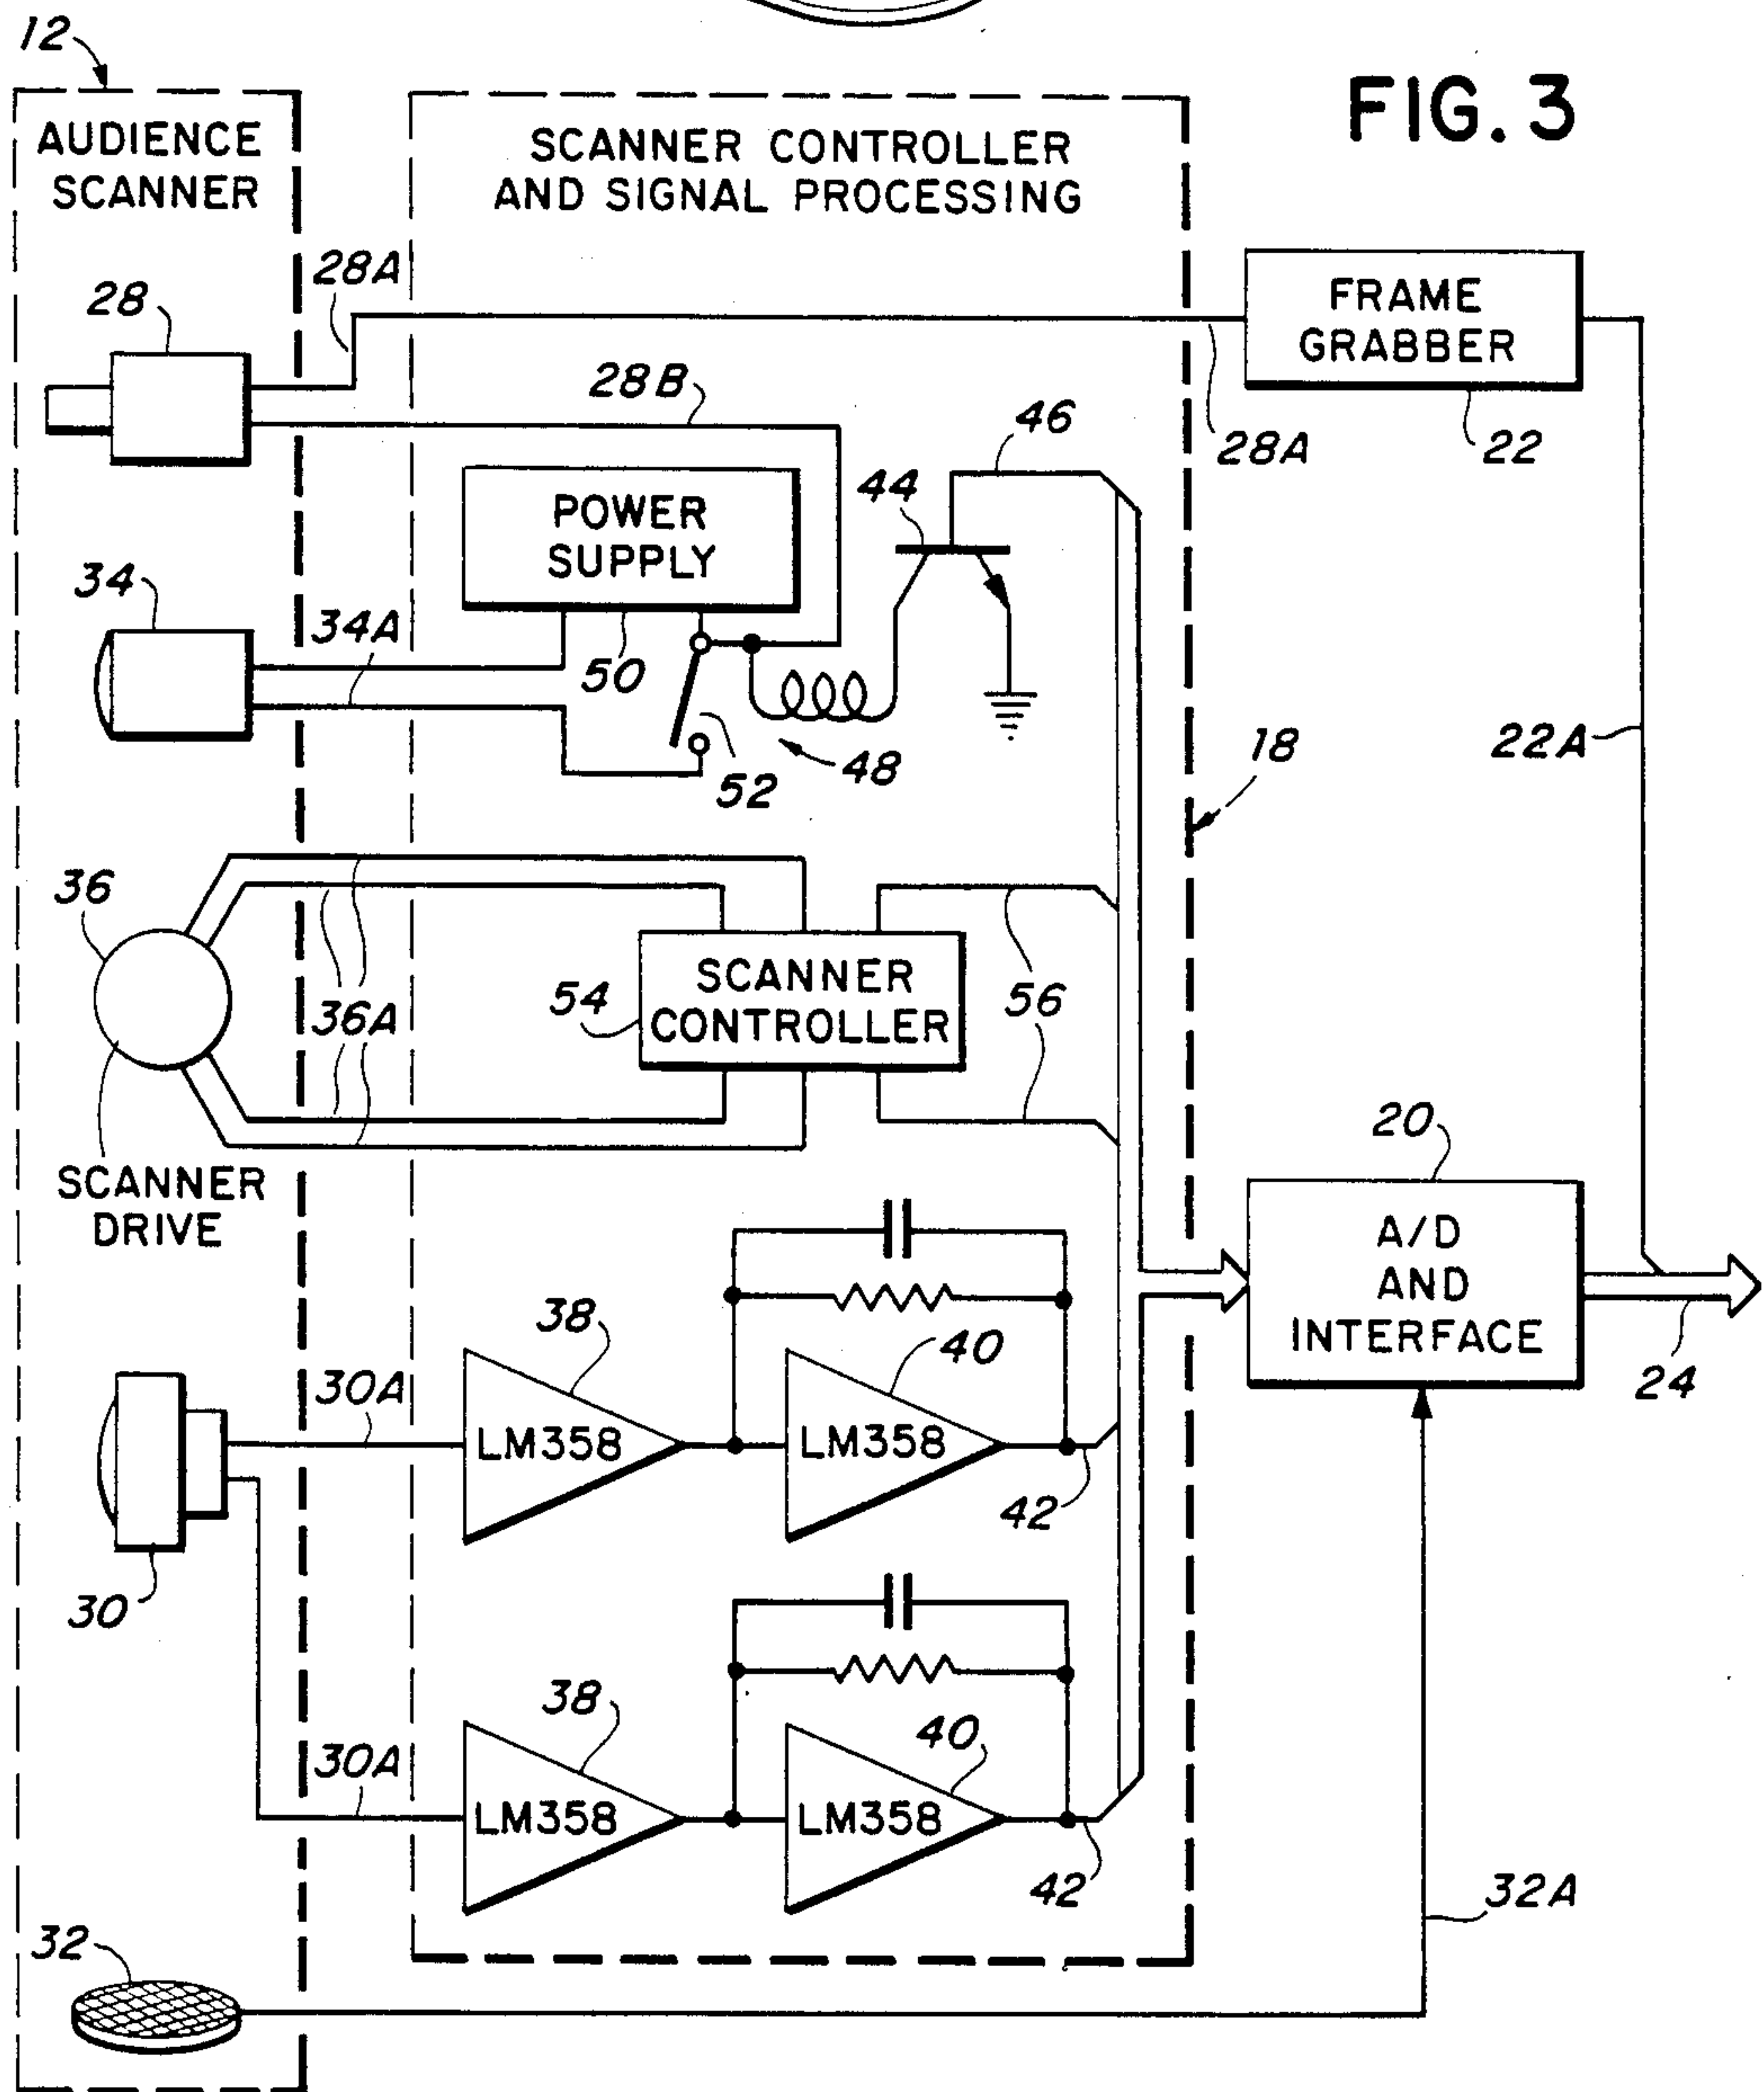 12
FIG. 3
AUDIENCE
SCANNER
SCANNER CONTROLLER
AND SIGNAL PROCESSING
28A
28
FRAME
GRABBER
28B
46
28A
22
44
POWER
SUPPLY
34
34A
50
52
48
18
22A
36
54
SCANNER
CONTROLLER
56
36A
20
SCANNER
DRIVE
A/D
AND
INTERFACE
38
40
30A
LM358
LM358
24
42
30
38
40
30A
LM358
LM358
42
32A
32